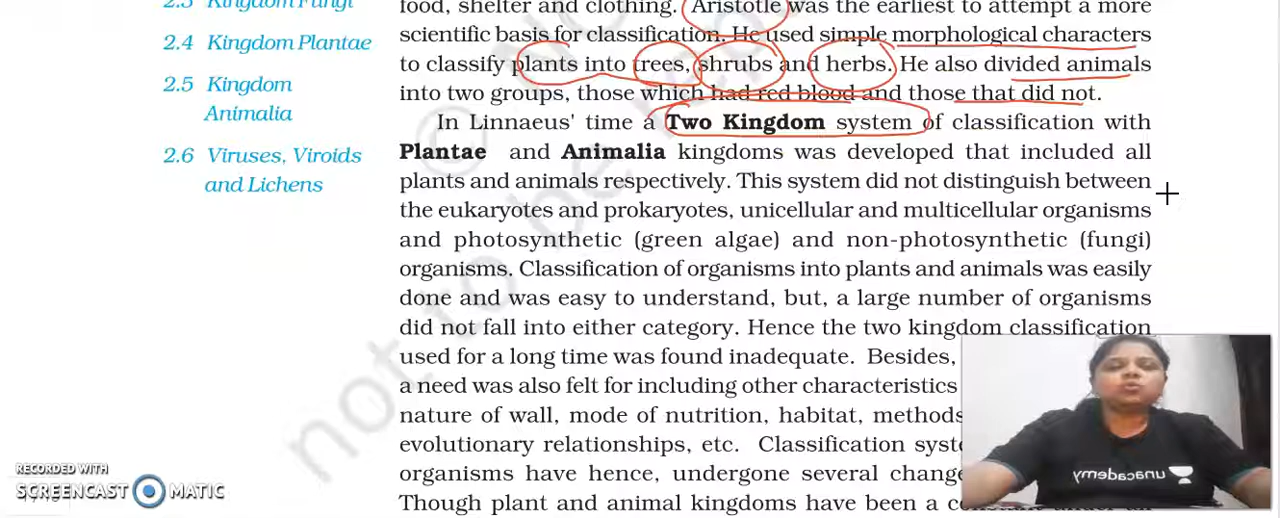 2.3 Kingdom Fungi
2.4 Kingdom Plantae
2.5 Kingdom
Animalia
2.6 Viruses, Viroids
and Lichens
food, shelter and clothing. Aristotle was the earliest to attempt a more
scientific basis for classification. He used simple morphological characters
to classify plants into trees, shrubs and herbs. He also divided animals
into two groups, those which had red blood and those that did not.
In Linnaeus' time a Two Kingdom system of classification with
Plantae and Animalia kingdoms was developed that included all
plants and animals respectively. This system did not distinguish between
the eukaryotes and prokaryotes, unicellular and multicellular organisms
and photosynthetic (green algae) and non-photosynthetic (fungi)
organisms. Classification of organisms into plants and animals was easily
done and was easy to understand, but, a large number of organisms
did not fall into either category. Hence the two kingdom classification
used for a long time was found inadequate. Besides,
a need was also felt for including other characteristics
nature of wall, mode of nutrition, habitat, methods
evolutionary relationships, etc. Classification syste
organisms have hence, undergone several change
Though plant and animal kingdoms have been a
not to be
unacademy
RECORDED WITH
SCREENCAST MATIC